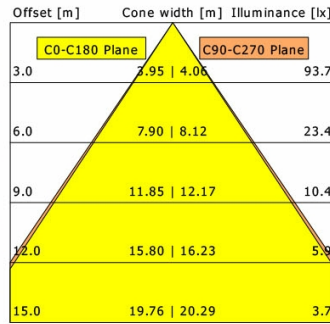 Offset [m] Cone width [m] Illuminance [lx]
C0-C180 Plane C90-C270 Plane
3.0 3.95 | 4.06 93.7
6.0 7.90 | 8.12 23.4
9.0 11.85 | 12.17 10.4
12.0 15.80 | 16.23 5.9
15.0 19.76 | 20.29 3.7